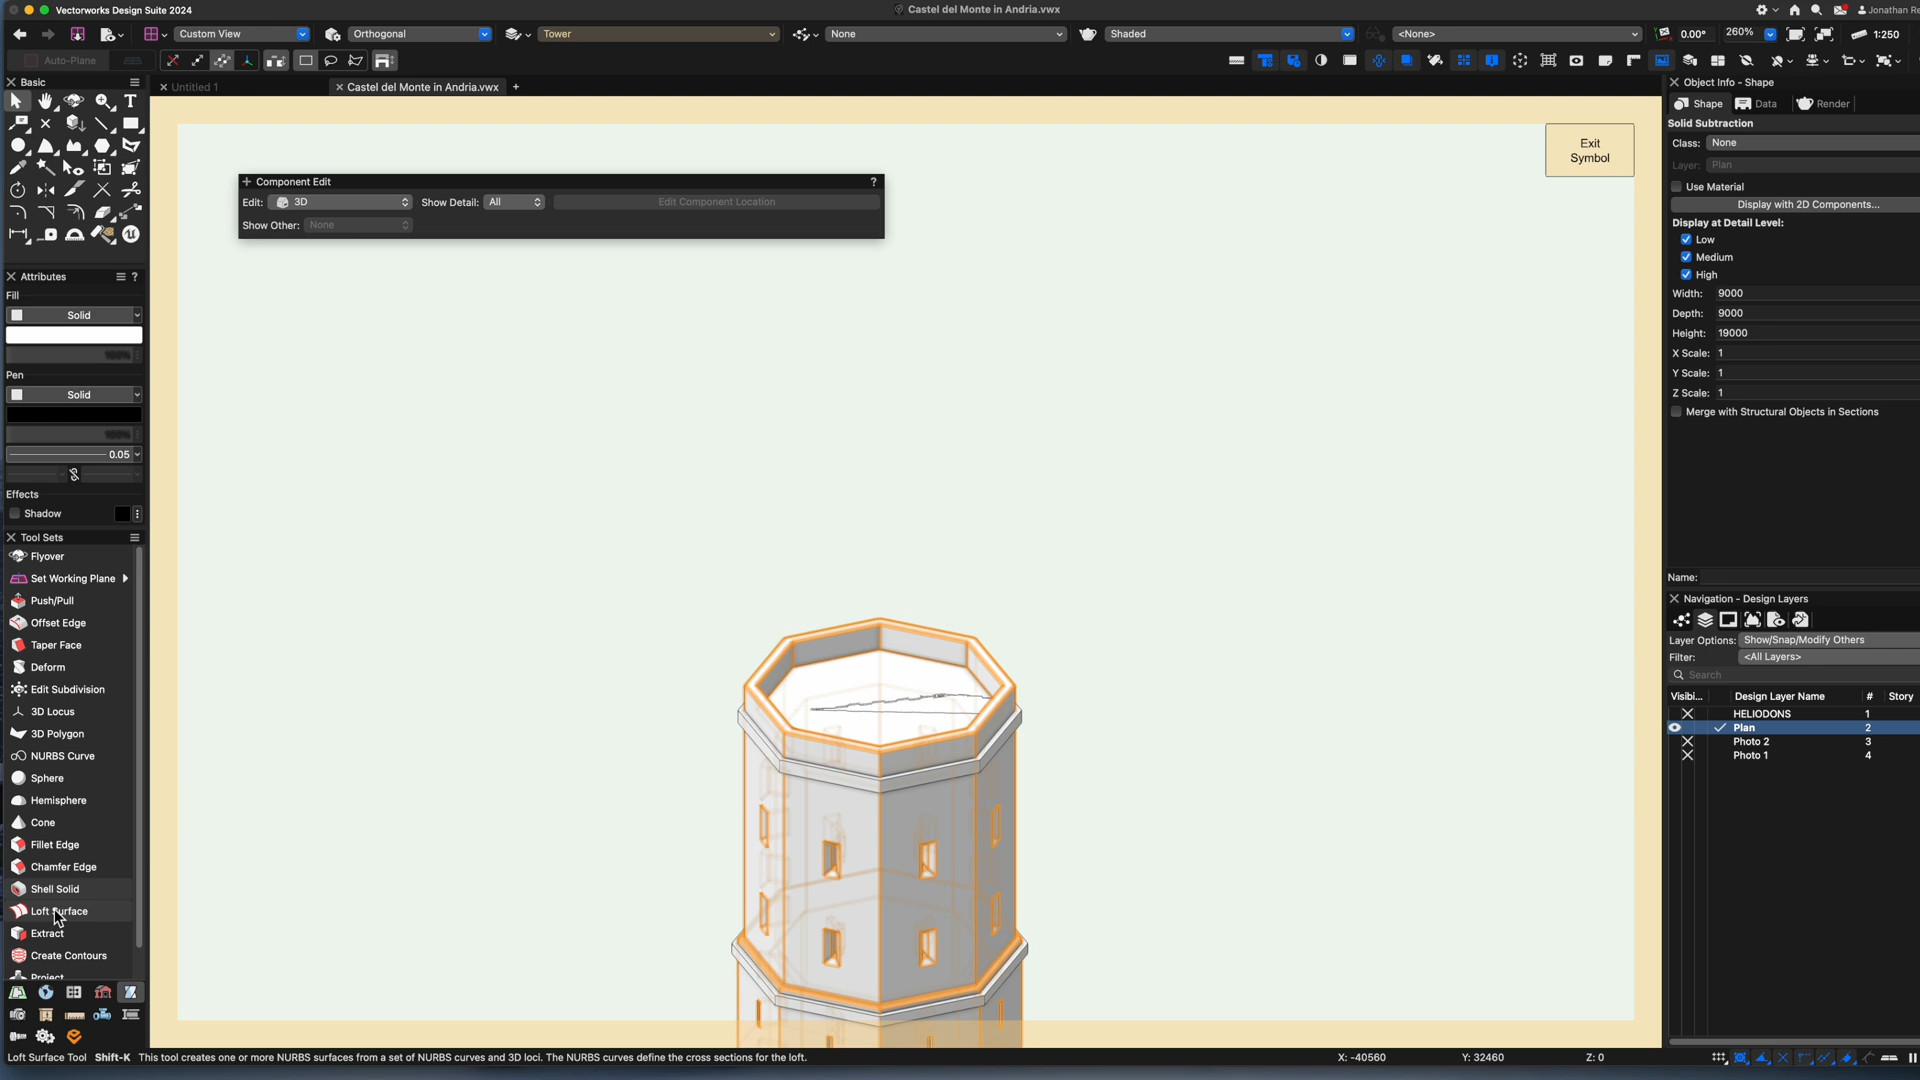 Vectorworks Design Suite 2024
Castel del Monte in Andria.vwx
Jonathan Re
Custom View
Orthogonal
Tower
None
Shaded
<None>
0.00°
260%
1:250
Auto-Plane
Basic
Untitled 1
Castel del Monte in Andria.vwx
+
Object Info - Shape
Shape
Data
Render
Solid Subtraction
Class: None
Layer: Plan
Use Material
Display with 2D Components...
Display at Detail Level:
Low
Medium
High
Width: 9000
Depth: 9000
Height: 19000
X Scale: 1
Y Scale: 1
Z Scale: 1
Merge with Structural Objects in Sections
Name:
Exit
Symbol
Component Edit
?
Edit: 3D
Show Detail: All
Edit Component Location
Show Other: None
Attributes
?
Fill
Solid
100%
Pen
Solid
100%
0.05
Effects
Shadow
Tool Sets
Flyover
Set Working Plane
Push/Pull
Offset Edge
Taper Face
Deform
Edit Subdivision
3D Locus
3D Polygon
NURBS Curve
Sphere
Hemisphere
Cone
Fillet Edge
Chamfer Edge
Shell Solid
Loft Surface
Extract
Create Contours
Project
Navigation - Design Layers
Layer Options: Show/Snap/Modify Others
Filter: <All Layers>
Search
Visibi... Design Layer Name # Story
HELIODONS 1
Plan 2
Photo 2 3
Photo 1 4
Loft Surface Tool Shift-K This tool creates one or more NURBS surfaces from a set of NURBS curves and 3D loci. The NURBS curves define the cross sections for the loft.
X: -40560
Y: 32460
Z: 0